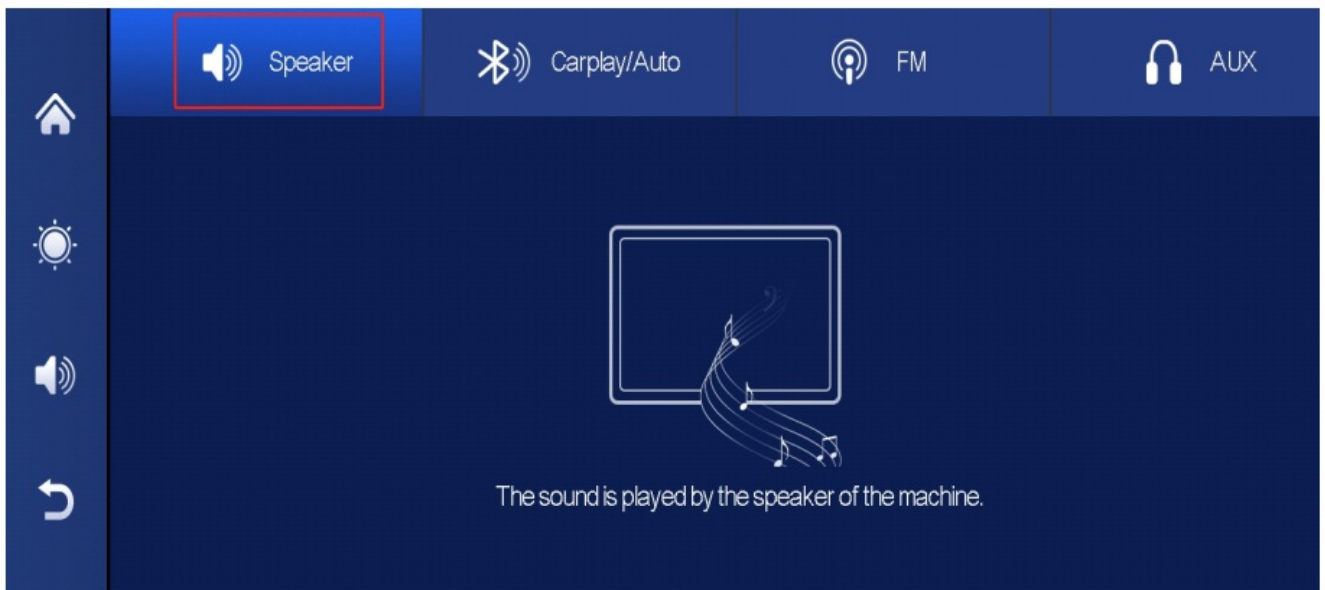 Speaker
Carplay/Auto
FM
AUX
The sound is played by the speaker of the machine.